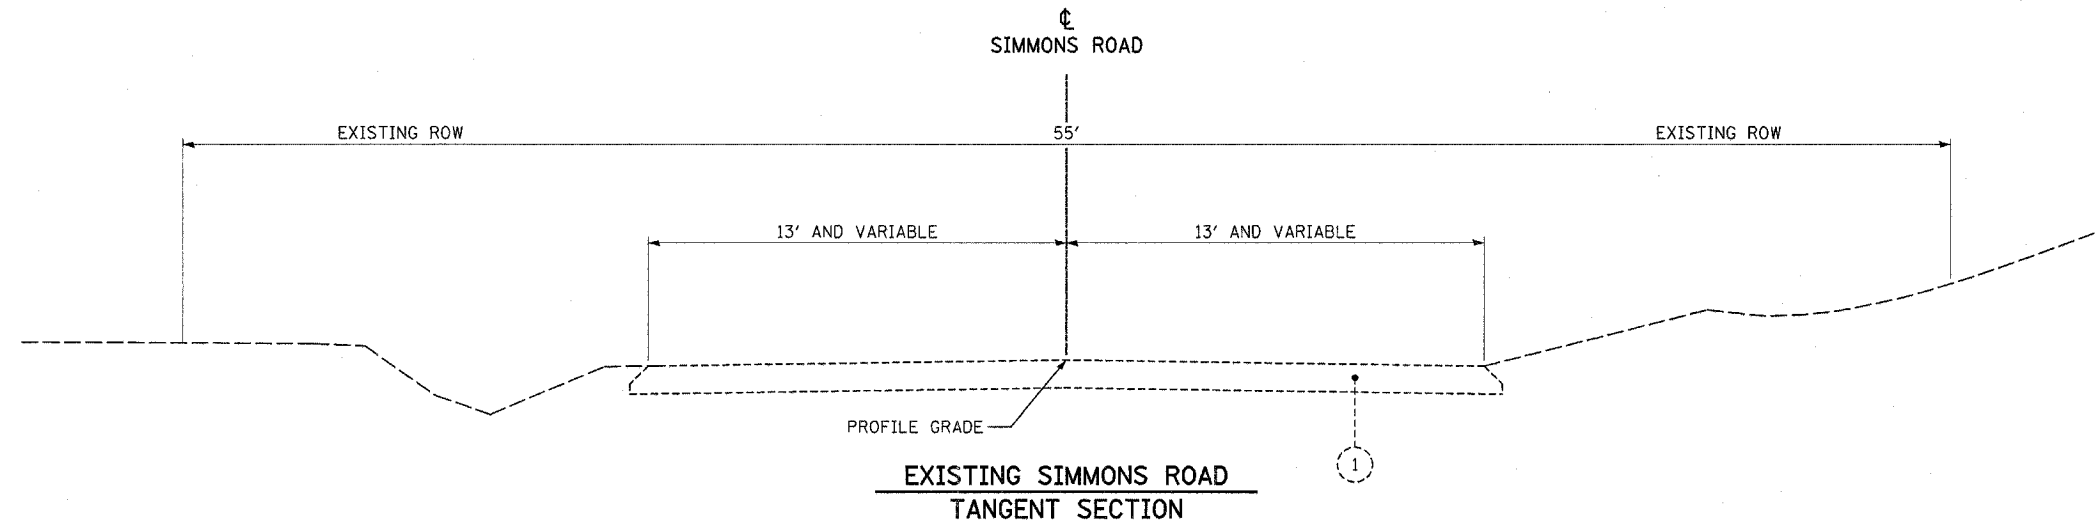 ℄
SIMMONS ROAD
EXISTING ROW
55'
EXISTING ROW
13' AND VARIABLE
13' AND VARIABLE
PROFILE GRADE
1
EXISTING SIMMONS ROAD
TANGENT SECTION